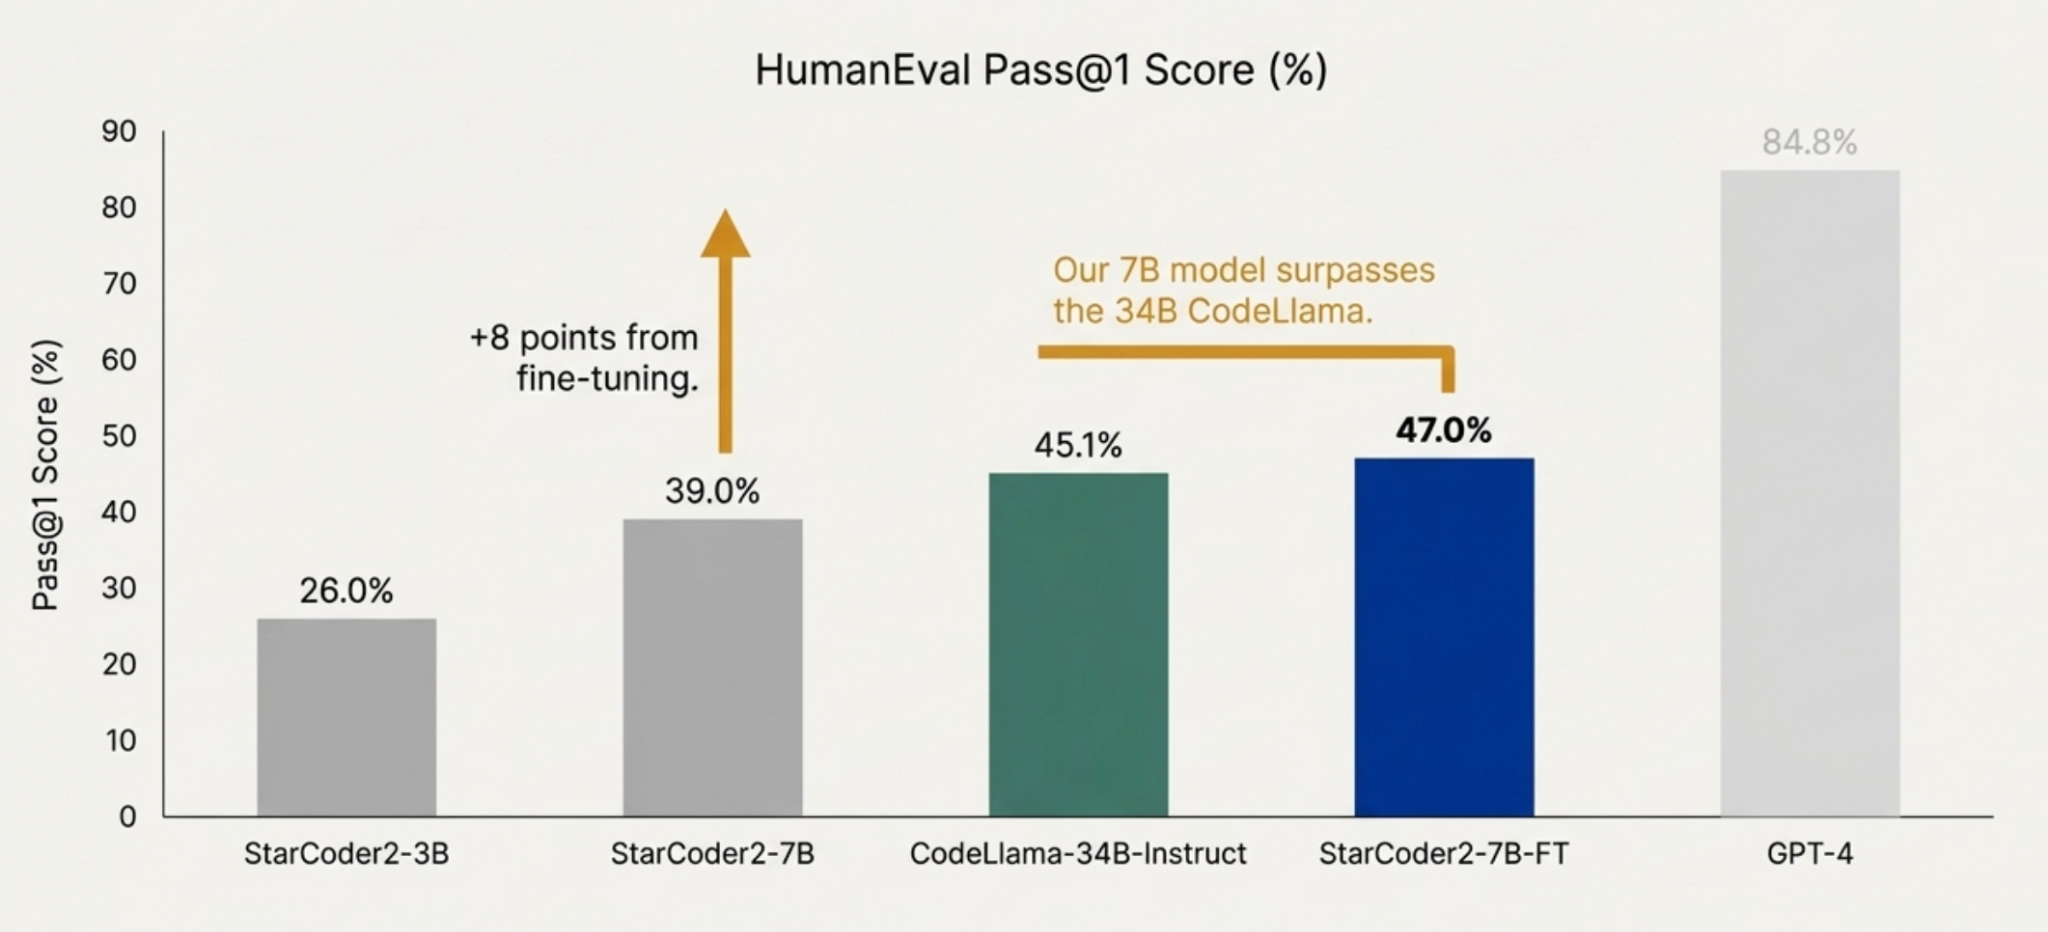 HumanEval Pass@1 Score (%)
Pass@1 Score (%)
90
80
70
60
50
40
30
20
10
0
+8 points from
fine-tuning.
Our 7B model surpasses
the 34B CodeLlama.
26.0%
39.0%
45.1%
47.0%
84.8%
StarCoder2-3B
StarCoder2-7B
CodeLlama-34B-Instruct
StarCoder2-7B-FT
GPT-4